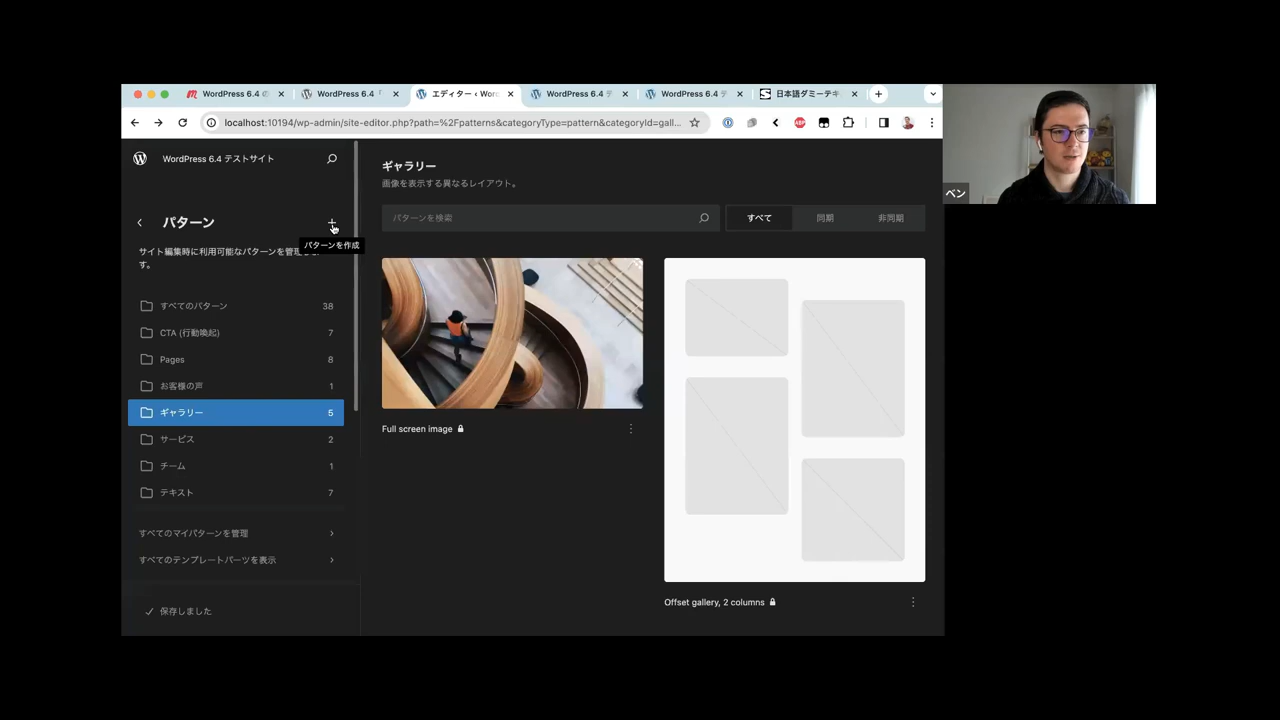 WordPress 6.4 の
WordPress 6.4 「
エディター ‹ Wor
WordPress 6.4 テ
WordPress 6.4 テ
日本語ダミーテキ
localhost:10194/wp-admin/site-editor.php?path=%2Fpatterns&categoryType=pattern&categoryId=gall...
ABP
WordPress 6.4 テストサイト
パターン
パターンを作成
サイト編集時に利用可能なパターンを管理
す。
すべてのパターン 38
CTA (行動喚起) 7
Pages 8
お客様の声 1
ギャラリー 5
サービス 2
チーム 1
テキスト 7
すべてのマイパターンを管理
すべてのテンプレートパーツを表示
保存しました
ギャラリー
画像を表示する異なるレイアウト。
パターンを検索
すべて 同期 非同期
Full screen image
Offset gallery, 2 columns
ベン